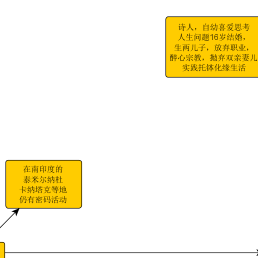 诗人，自幼喜爱思考
人生问题16岁结婚，
生两儿子，放弃职业，
醉心宗教，抛弃双亲妻儿
实践托钵化缘生活
在南印度的
泰米尔纳杜
卡纳塔克等地
仍有密码活动